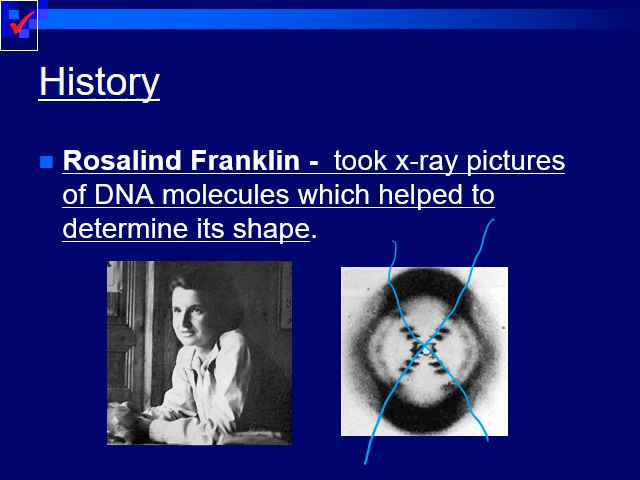 History
Rosalind Franklin -  took x-ray pictures
of DNA molecules which helped to
determine its shape.